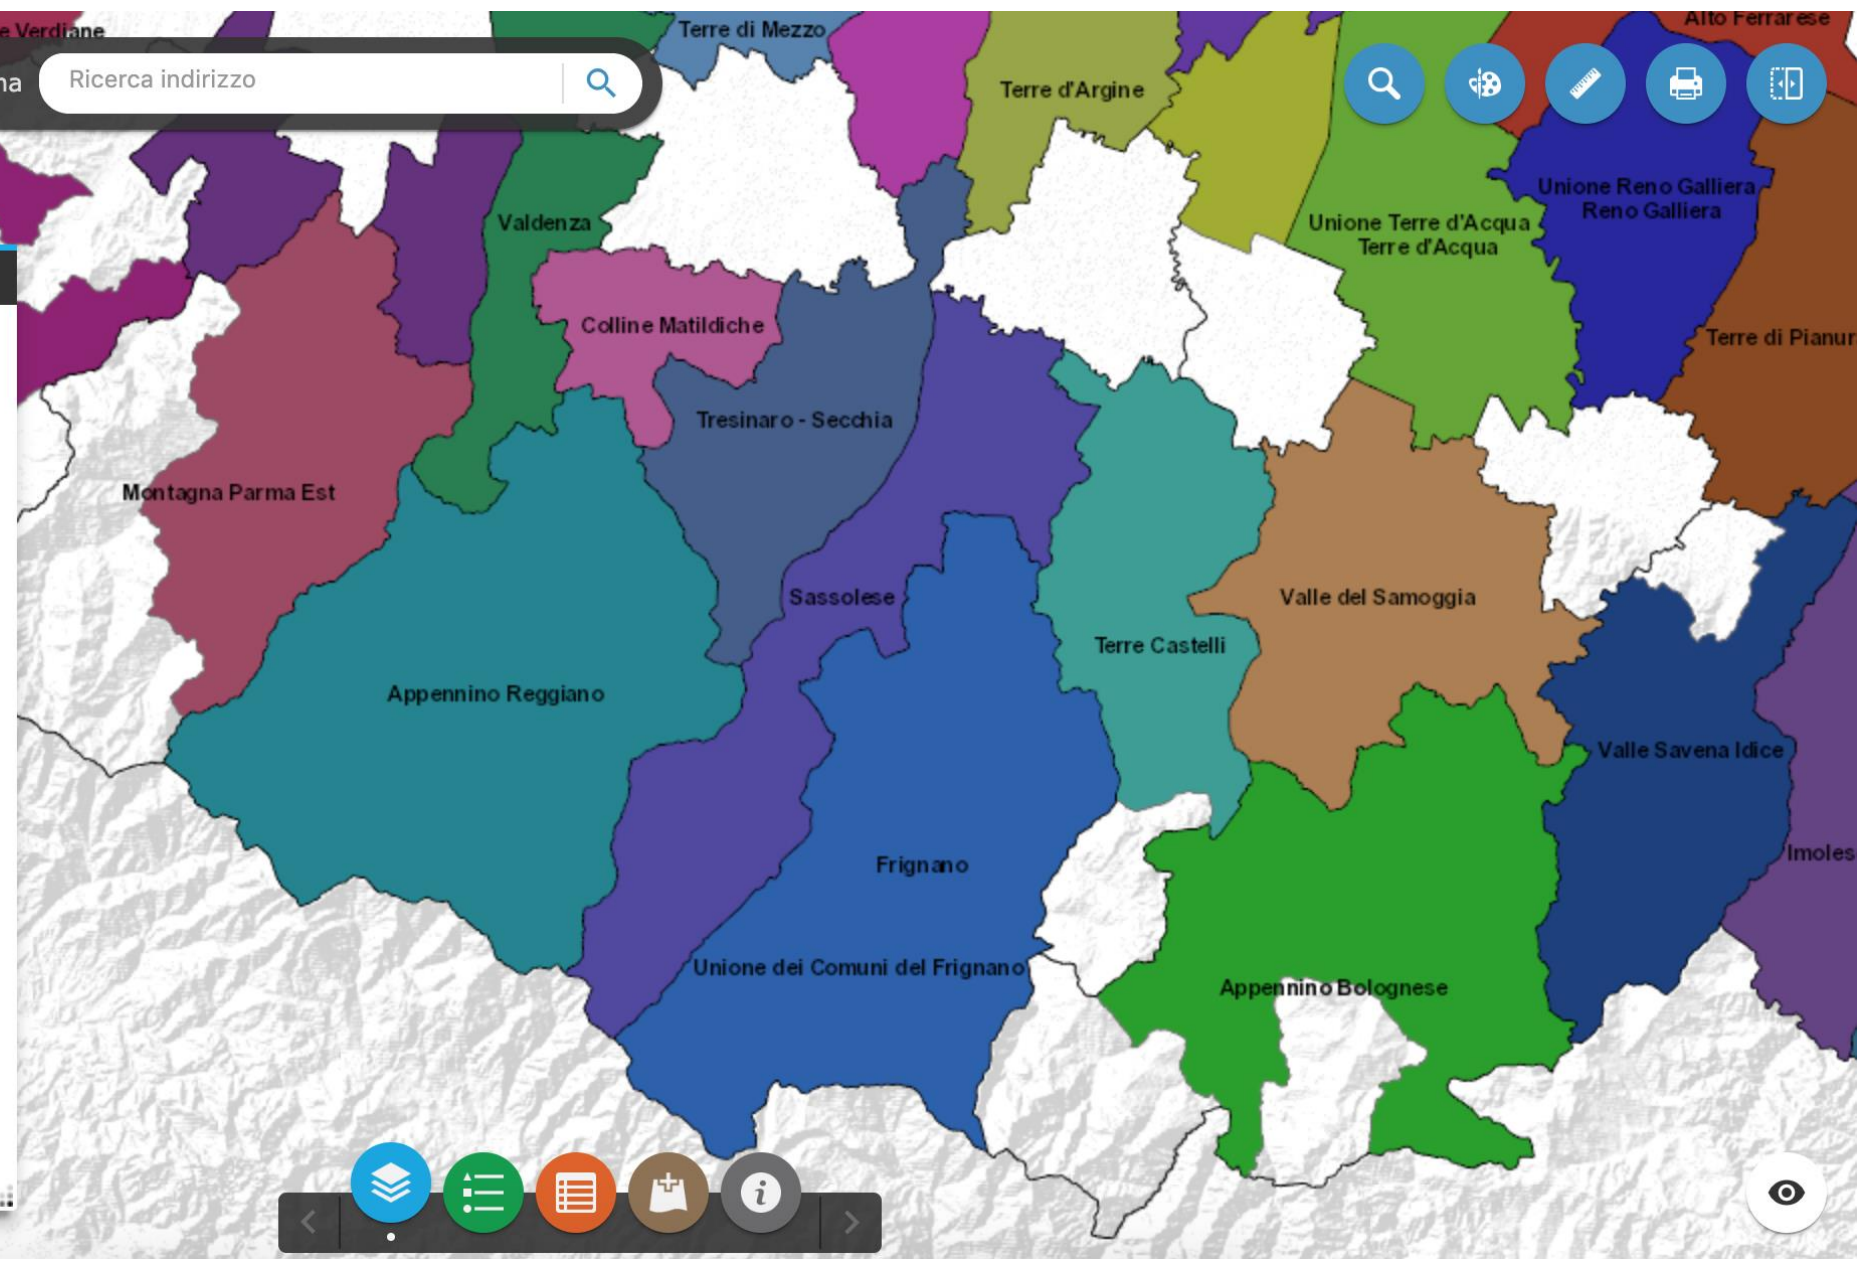 e Verdiane
Terre di Mezzo
Alto Ferrarese
na
Ricerca indirizzo
Terre d'Argine
Unione Reno Galliera
Reno Galliera
Valdenza
Unione Terre d'Acqua
Terre d'Acqua
Colline Matildiche
Terre di Pianur
Tresinaro - Secchia
Montagna Parma Est
Sassolese
Valle del Samoggia
Terre Castelli
Appennino Reggiano
Valle Savena Idice
Imoles
Frignano
Unione dei Comuni del Frignano
Appennino Bolognese